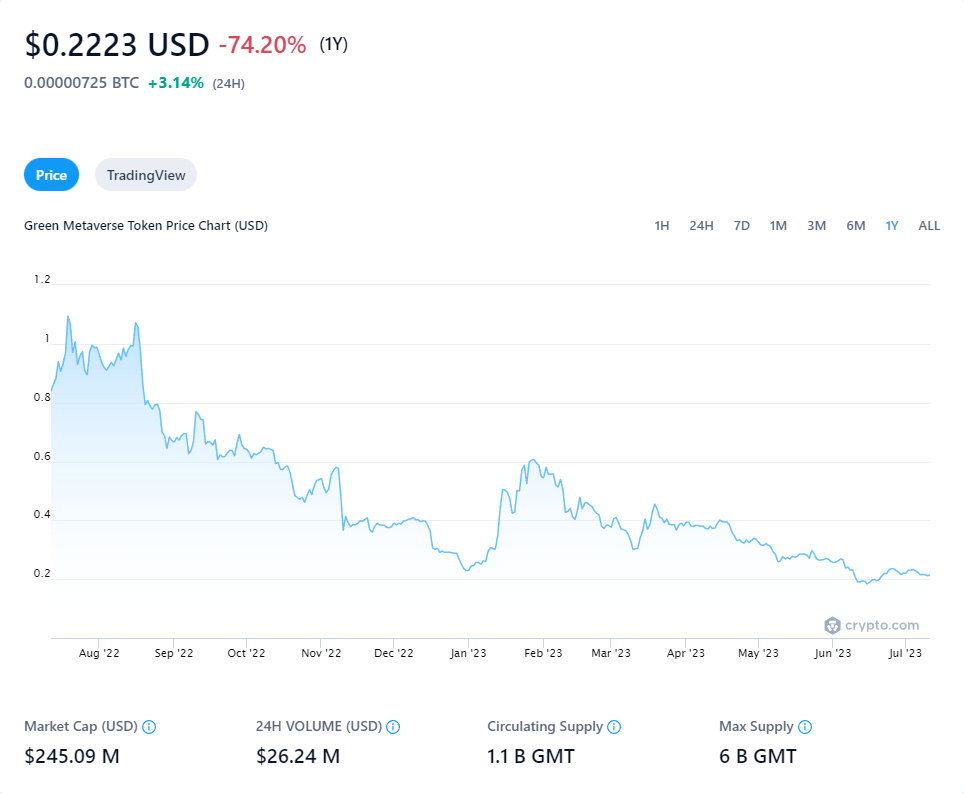 $0.2223 USD -74.20% (1Y)
0.00000725 BTC +3.14% (24H)
Price TradingView
Green Metaverse Token Price Chart (USD) 1H 24H 7D 1M 3M 6M 1Y ALL
1.2
1
0.8
0.6
0.4
0.2
crypto.com
Aug '22 Sep '22 Oct '22 Nov '22 Dec '22 Jan '23 Feb '23 Mar '23 Apr '23 May '23 Jun '23 Jul '23
Market Cap (USD) 24H VOLUME (USD) Circulating Supply Max Supply
$245.09 M $26.24 M 1.1 B GMT 6 B GMT